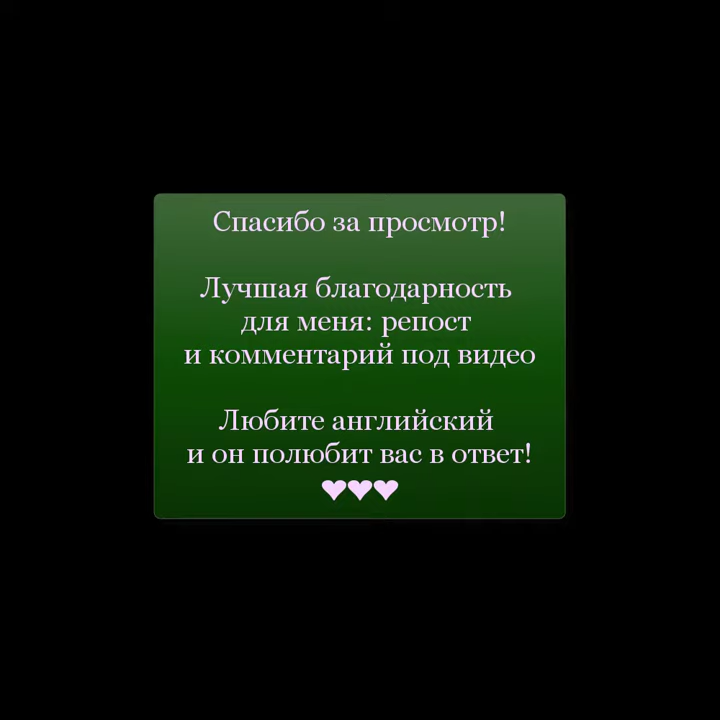 Спасибо за просмотр!
Лучшая благодарность
для меня: репост
и комментарий под видео
Любите английский
и он полюбит вас в ответ!
♥♥♥